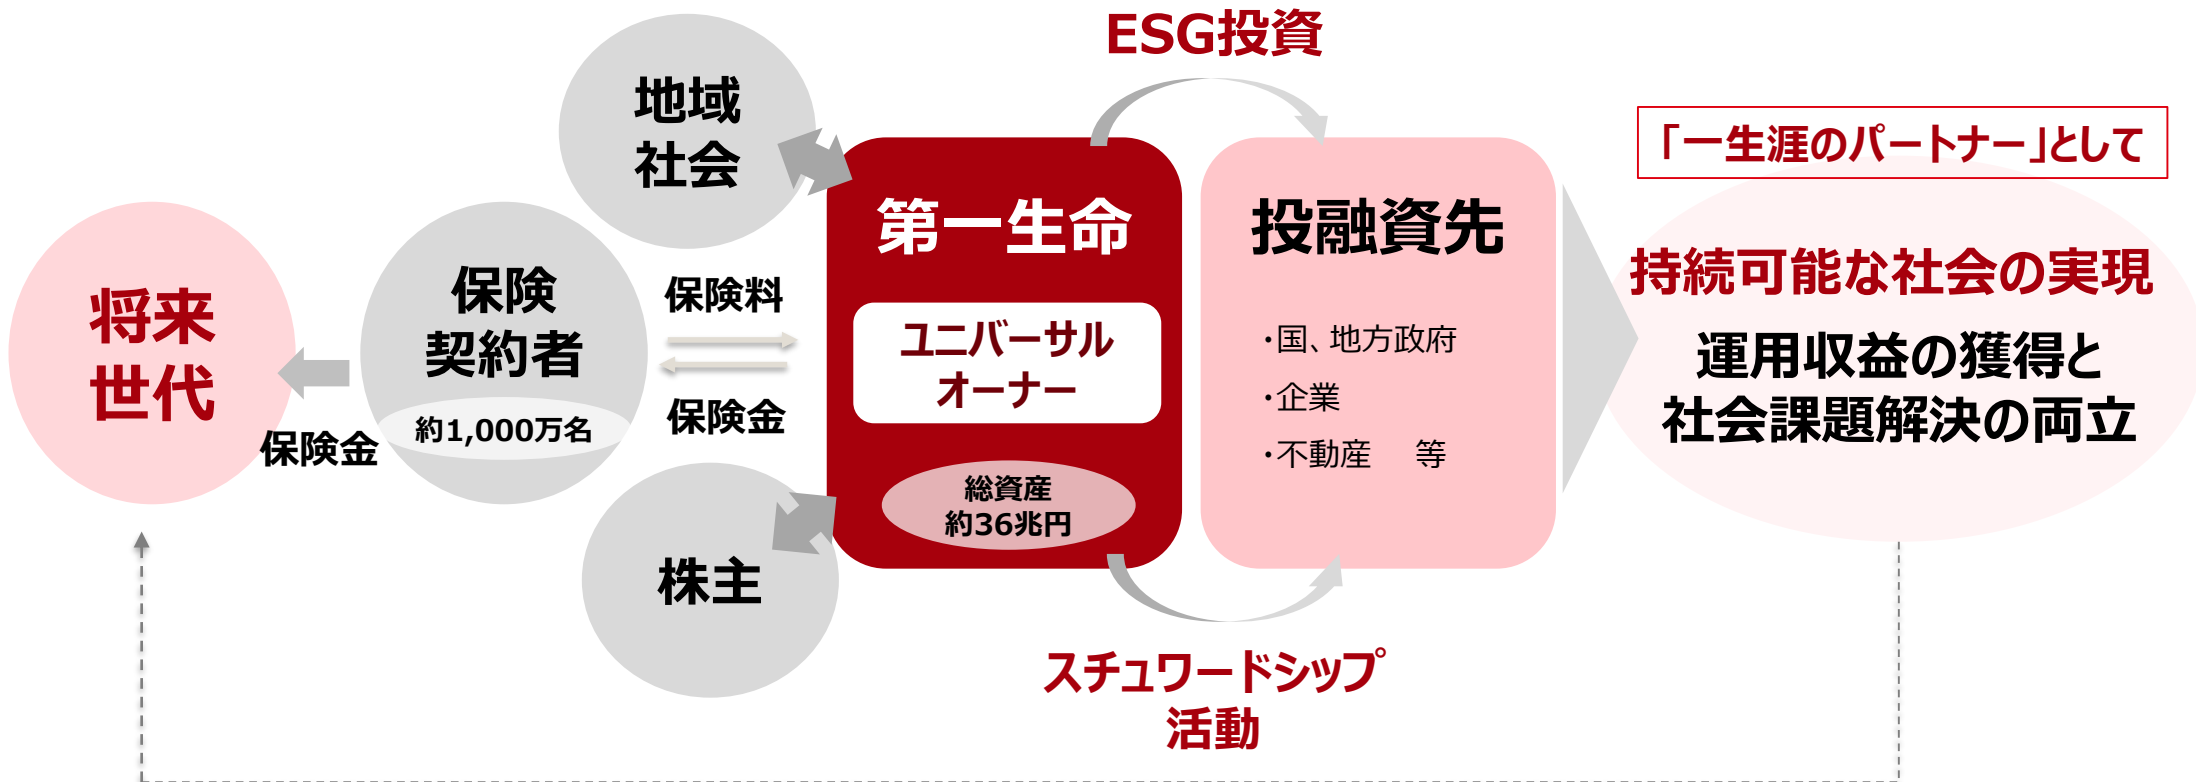 ESG投資
地域
社会
「一生涯のパートナー」として
第一生命
投融資先
将来
世代
保険
契約者
約1,000万名
保険料
保険金
保険金
ユニバーサル
オーナー
総資産
約36兆円
・国、地方政府
・企業
・不動産　等
持続可能な社会の実現
運用収益の獲得と
社会課題解決の両立
株主
スチュワードシップ
活動